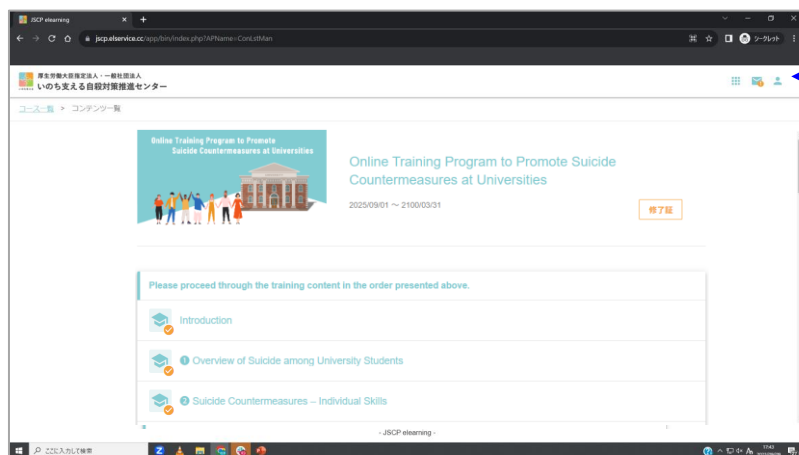 JSCP elearning
jscp.elservice.cc/app/bin/index.php?APName=ConLstMan
シークレット
厚生労働大臣指定法人・一般社団法人
いのち支える自殺対策推進センター
コース一覧 > コンテンツ一覧
Online Training Program to Promote
Suicide Countermeasures at Universities
Online Training Program to Promote Suicide
Countermeasures at Universities
2025/09/01 ～ 2100/03/31
修了証
Please proceed through the training content in the order presented above.
Introduction
❶ Overview of Suicide among University Students
❷ Suicide Countermeasures – Individual Skills
- JSCP elearning -
ここに入力して検索
17:43